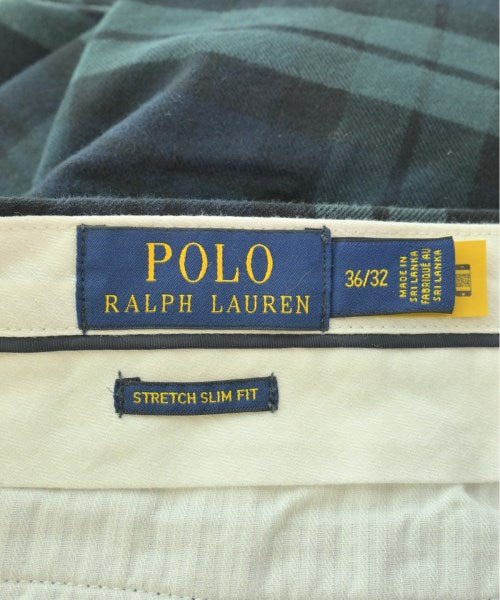 POLO
RALPH LAUREN
36/32
MADE IN
SRI LANKA
FABRIQUÉ AU
SRI LANKA
STRETCH SLIM FIT